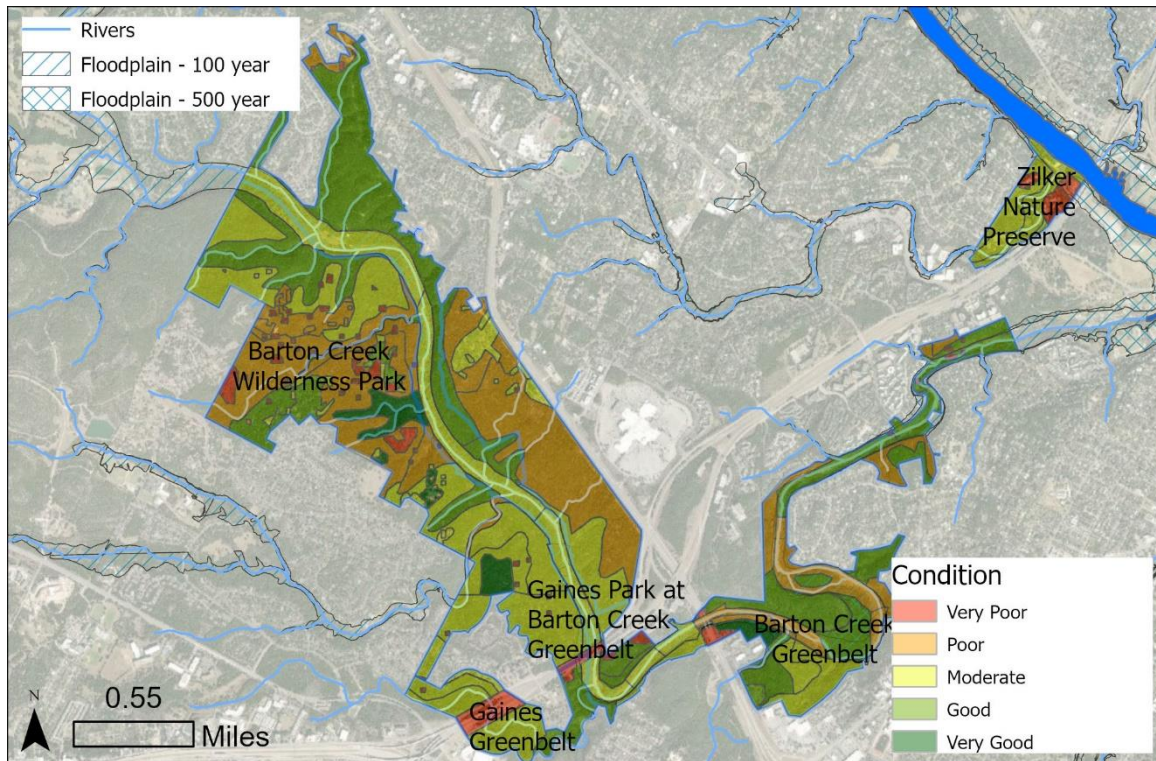 Rivers
Floodplain - 100 year
Floodplain - 500 year
Zilker
Nature
Preserve
Barton Creek
Wilderness Park
Gaines Park at
Barton Creek
Greenbelt
Barton Creek
Greenbelt
Gaines
Greenbelt
Condition
Very Poor
Poor
Moderate
Good
Very Good
N
0.55
Miles